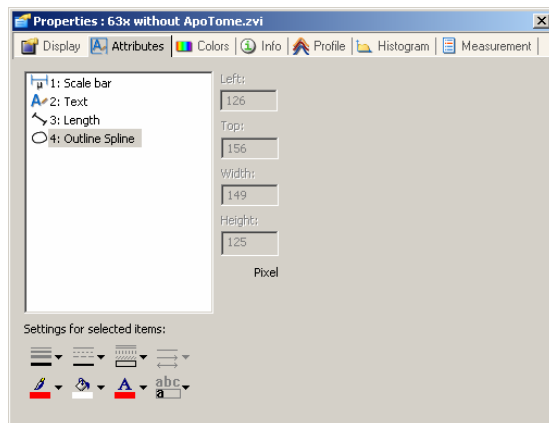 Properties : 63x without ApoTome.zvi
Display Attributes Colors Info Profile Histogram Measurement
1: Scale bar
2: Text
3: Length
4: Outline Spline
Left:
126
Top:
156
Width:
149
Height:
125
Pixel
Settings for selected items:
A abc
a